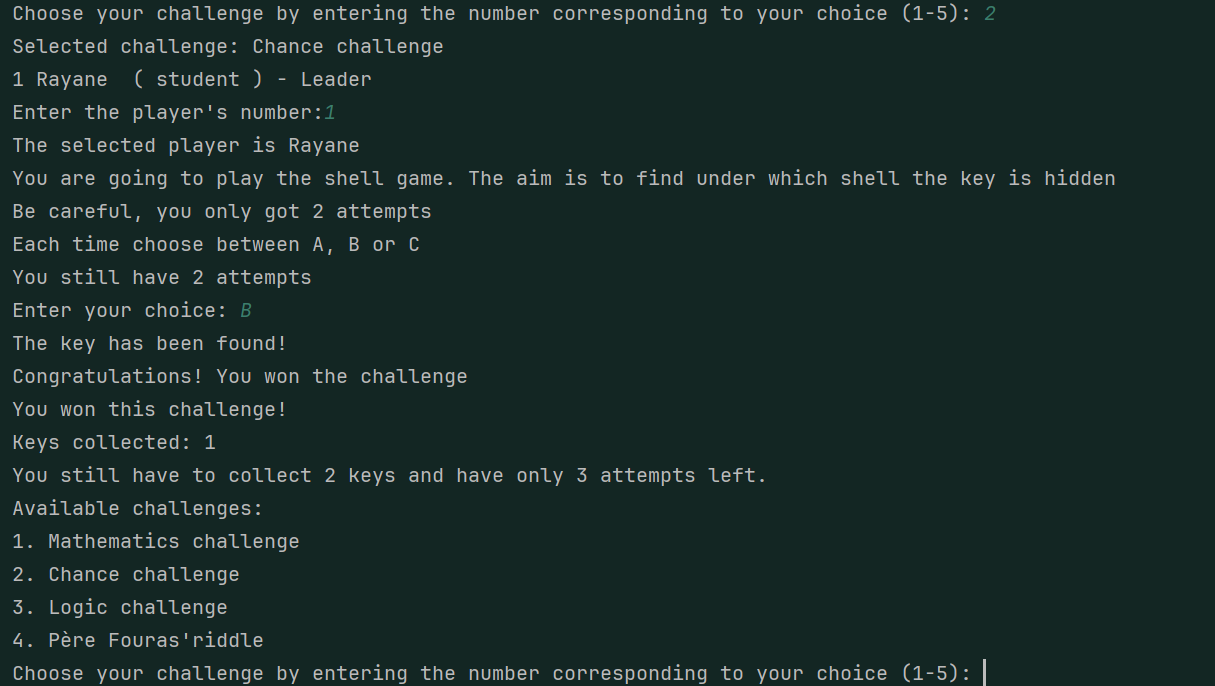 Choose your challenge by entering the number corresponding to your choice (1-5): 2
Selected challenge: Chance challenge
1 Rayane  ( student ) - Leader
Enter the player's number:1
The selected player is Rayane
You are going to play the shell game. The aim is to find under which shell the key is hidden
Be careful, you only got 2 attempts
Each time choose between A, B or C
You still have 2 attempts
Enter your choice: B
The key has been found!
Congratulations! You won the challenge
You won this challenge!
Keys collected: 1
You still have to collect 2 keys and have only 3 attempts left.
Available challenges:
1. Mathematics challenge
2. Chance challenge
3. Logic challenge
4. Père Fouras'riddle
Choose your challenge by entering the number corresponding to your choice (1-5):